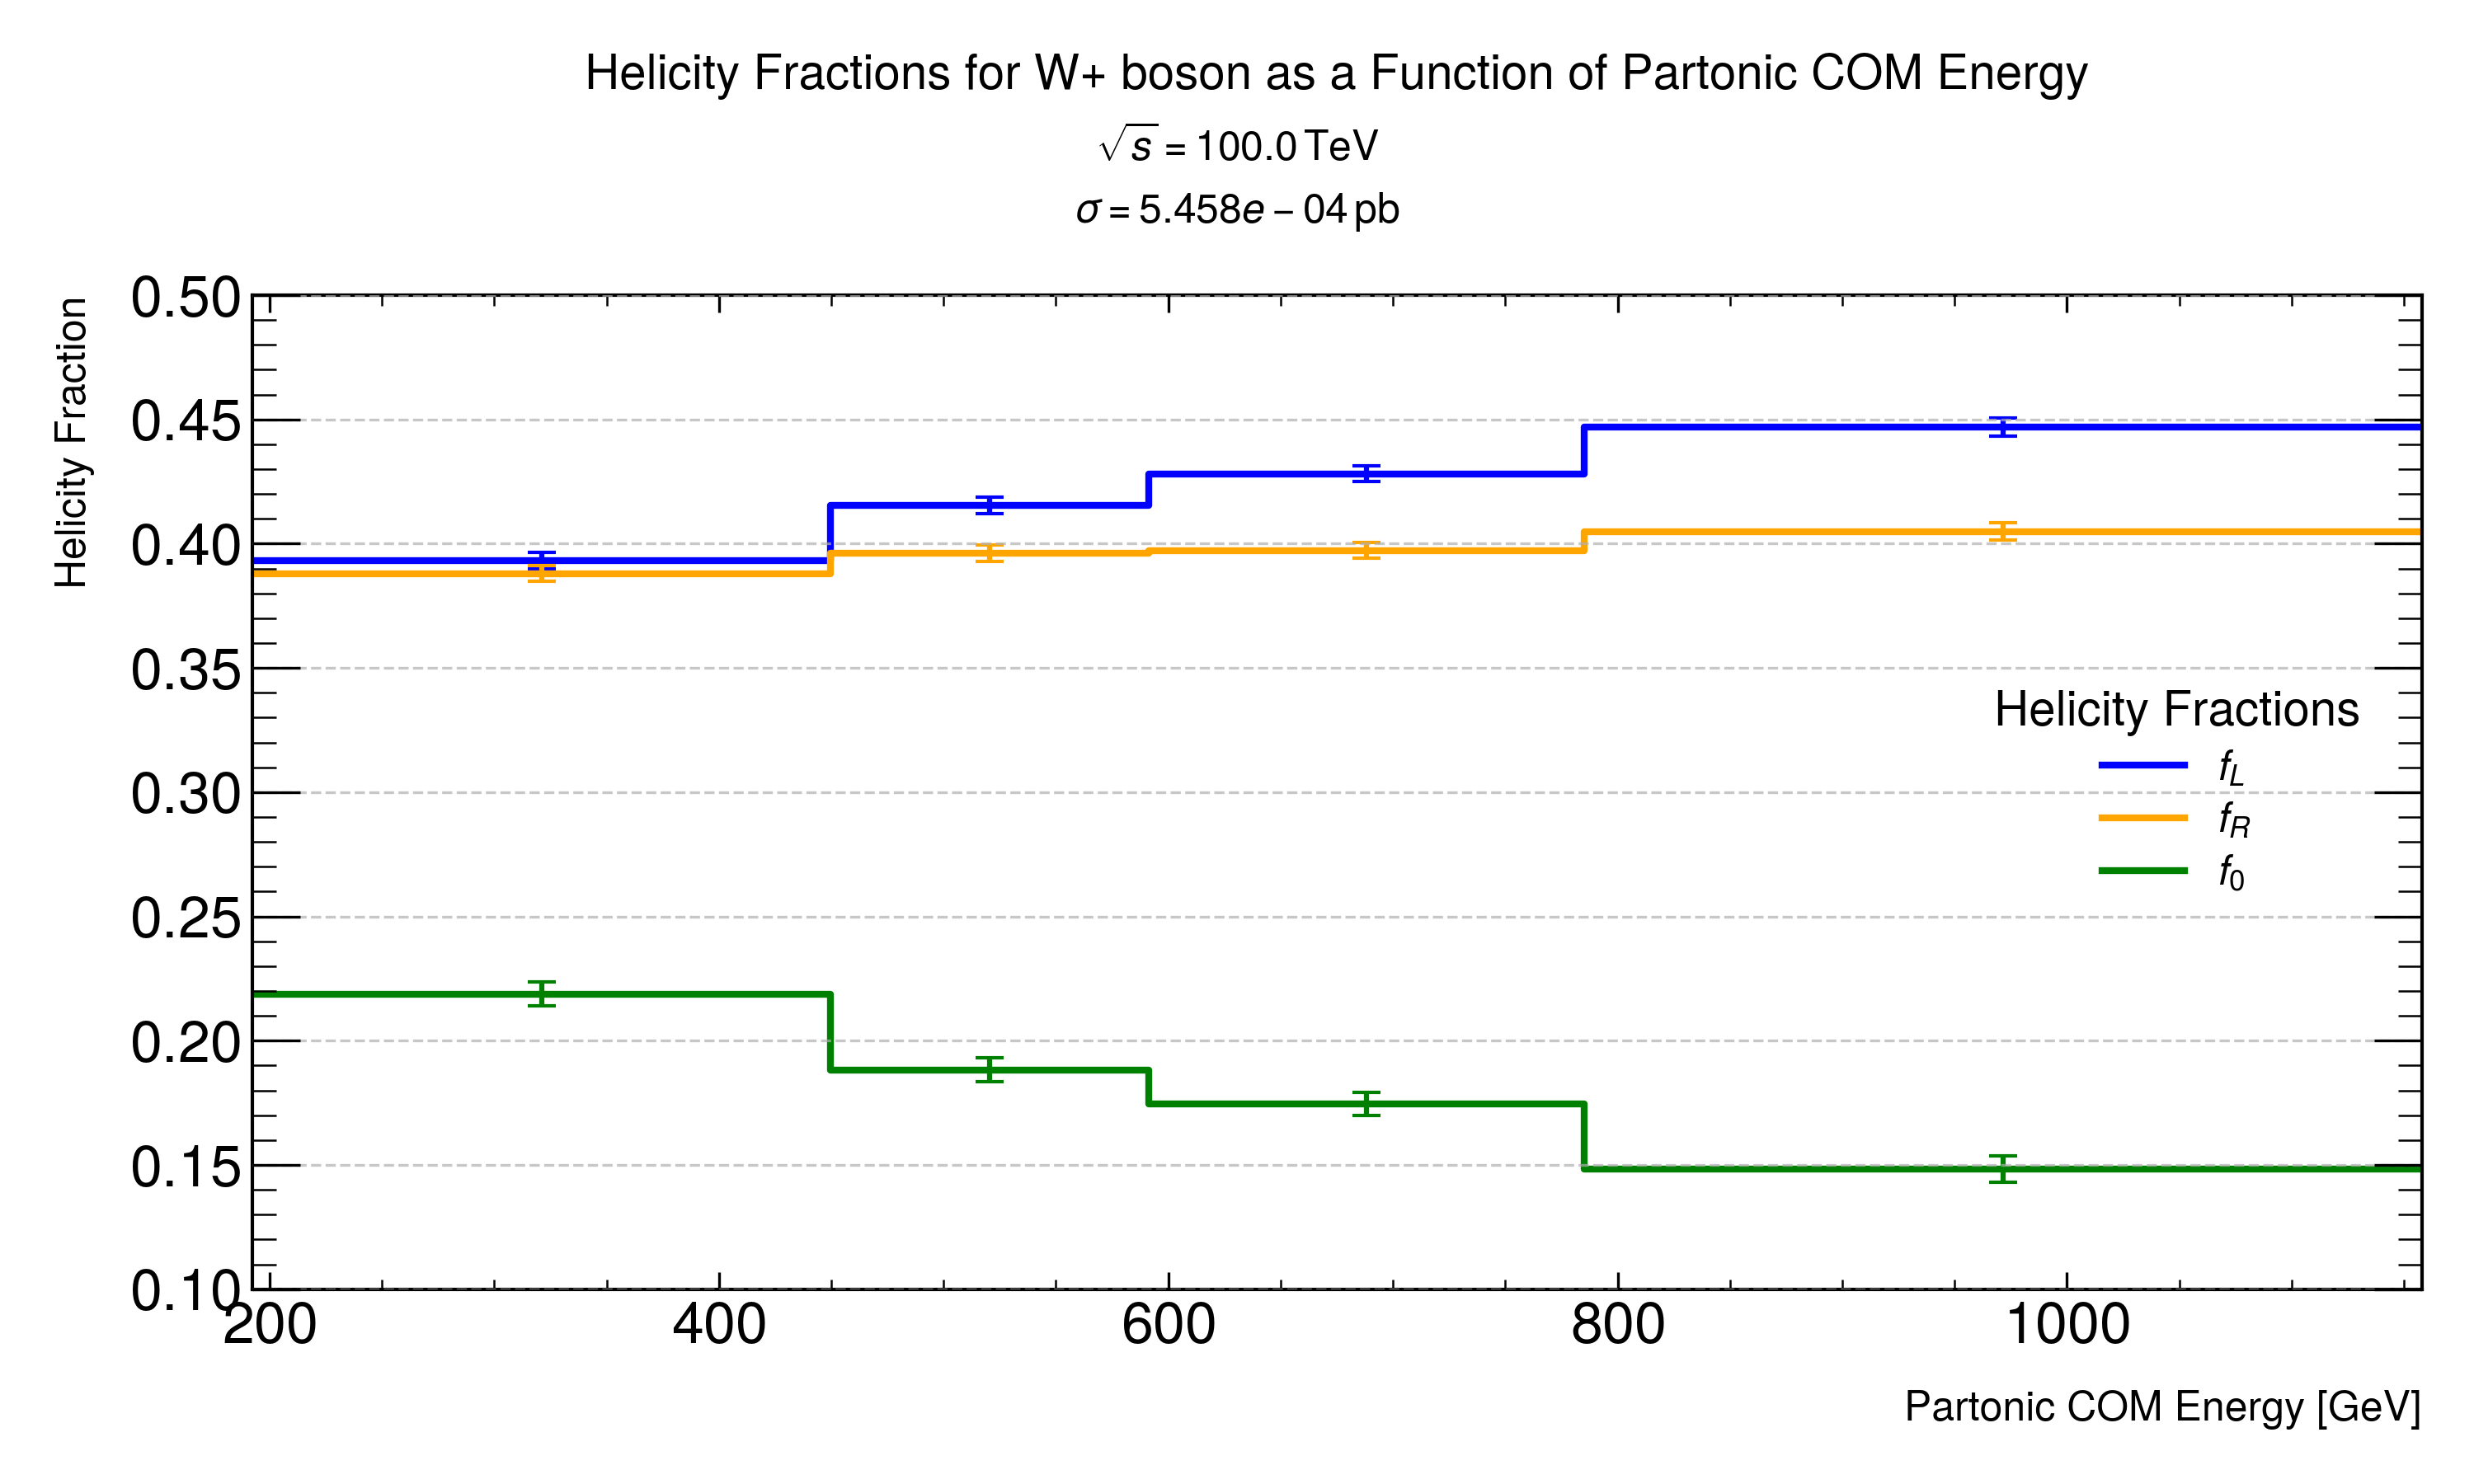 Helicity Fractions for W+ boson as a Function of Partonic COM Energy
√s = 100.0 TeV
σ = 5.458e − 04 pb
Helicity Fraction
0.50
0.45
0.40
0.35
0.30
0.25
0.20
0.15
0.10
Helicity Fractions
f_L
f_R
f_0
200 400 600 800 1000
Partonic COM Energy [GeV]